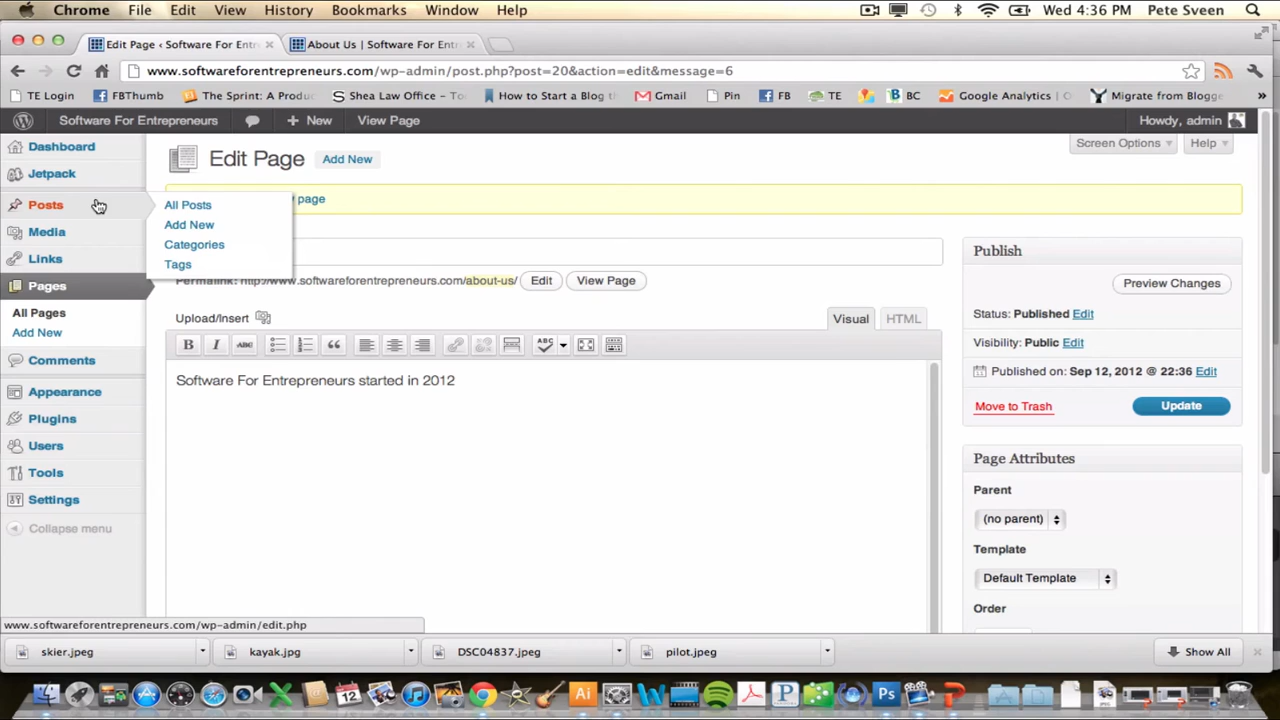 Chrome File Edit View History Bookmarks Window Help Wed 4:36 PM Pete Sveen
Edit Page ‹ Software For Entr About Us | Software For Entr
www.softwareforentrepreneurs.com/wp-admin/post.php?post=20&action=edit&message=6
TE Login FBThumb The Sprint: A Produ Shea Law Office - To How to Start a Blog t Gmail Pin FB TE BC Google Analytics | O Migrate from Blogge »
Software For Entrepreneurs + New View Page Howdy, admin
Dashboard
Jetpack
Posts
Media
Links
Pages
All Pages
Add New
Comments
Appearance
Plugins
Users
Tools
Settings
Collapse menu
All Posts
Add New
Categories
Tags
Edit Page Add New
Screen Options Help
page
Permalink: http://www.softwareforentrepreneurs.com/about-us/ Edit View Page
Upload/Insert Visual HTML
B I ABC ABC
Software For Entrepreneurs started in 2012
Publish
Preview Changes
Status: Published Edit
Visibility: Public Edit
Published on: Sep 12, 2012 @ 22:36 Edit
Move to Trash Update
Page Attributes
Parent
(no parent)
Template
Default Template
Order
www.softwareforentrepreneurs.com/wp-admin/edit.php
skier.jpeg kayak.jpg DSC04837.jpeg pilot.jpeg Show All
12 Ai W P Ps P